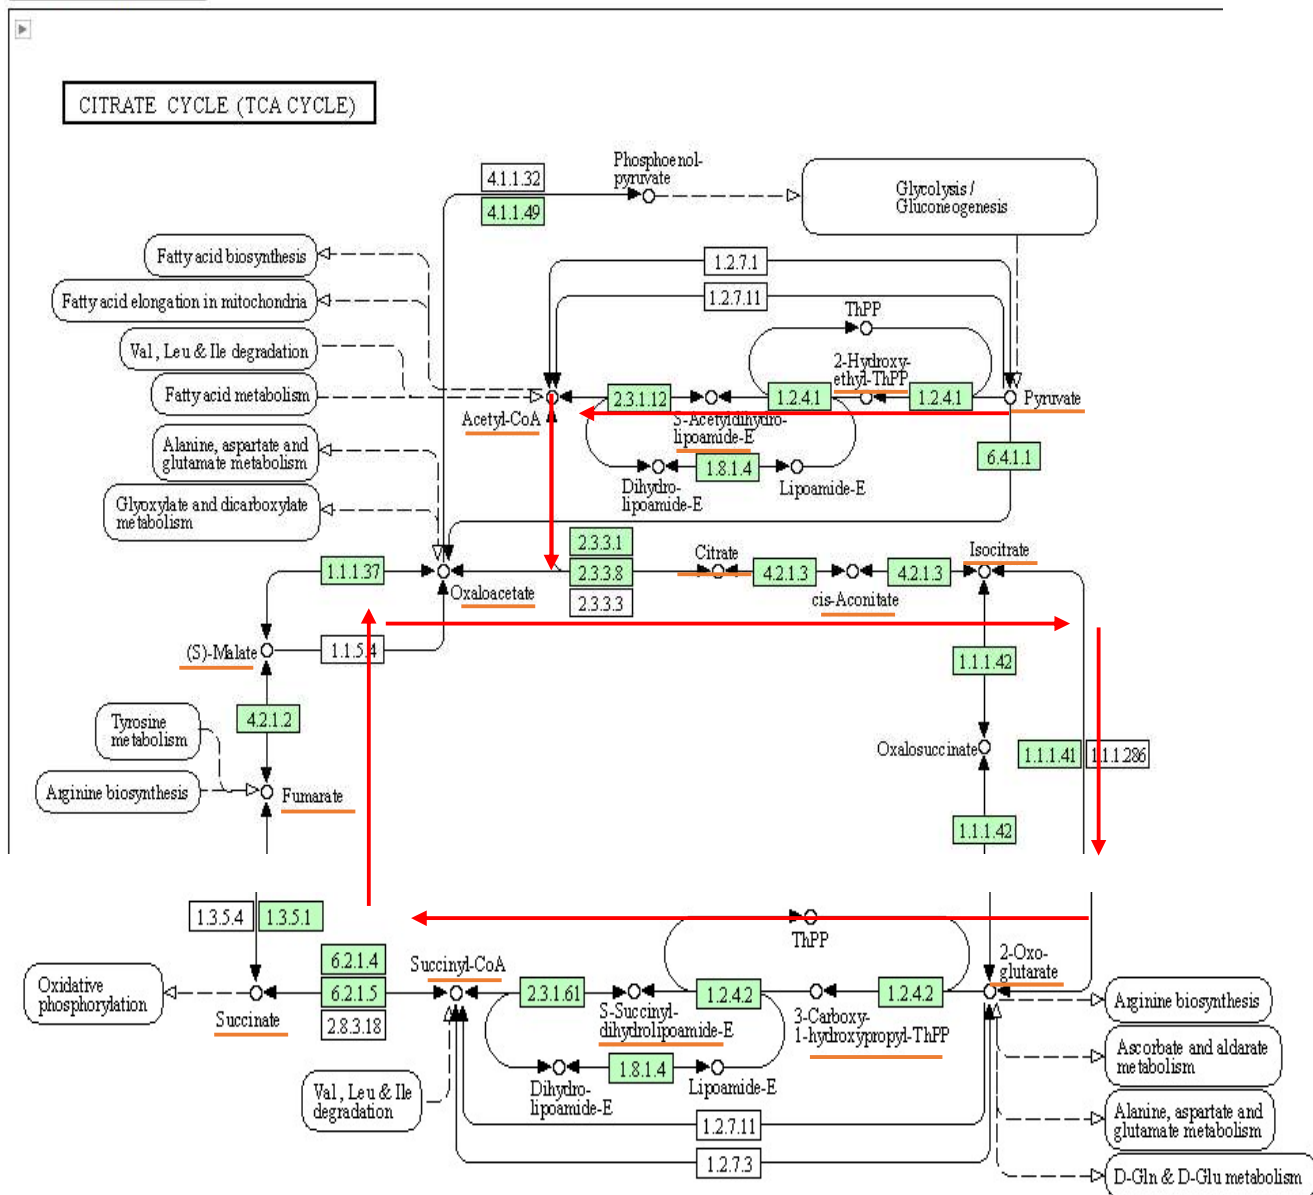 CITRATE CYCLE (TCA CYCLE)
Phosphoenol-
pyruvate
4.1.1.32
4.1.1.49
Glycolysis /
Gluconeogenesis
Fatty acid biosynthesis
Fatty acid elongation in mitochondria
Val, Leu & Ile degradation
Fatty acid metabolism
Alanine, aspartate and
glutamate metabolism
Glyoxylate and dicarboxylate
metabolism
1.2.7.1
1.2.7.11
ThPP
2-Hydroxy-
ethyl-ThPP
2.3.1.12
1.2.4.1
1.2.4.1
Pyruvate
Acetyl-CoA
S-Acetyldihydro-
lipoamide-E
1.8.1.4
Dihydro-
lipoamide-E
Lipoamide-E
6.4.1.1
1.1.1.37
Oxaloacetate
2.3.3.1
2.3.3.8
2.3.3.3
Citrate
4.2.1.3
cis-Aconitate
4.2.1.3
Isocitrate
(S)-Malate
1.1.5.4
1.1.1.42
4.2.1.2
Tyrosine
metabolism
Oxalosuccinate
1.1.1.41
1.1.1.286
Arginine biosynthesis
Fumarate
1.1.1.42
1.3.5.4
1.3.5.1
ThPP
6.2.1.4
6.2.1.5
2.8.3.18
Succinyl-CoA
2-Oxo-
glutarate
Oxidative
phosphorylation
Succinate
2.3.1.61
S-Succinyl-
dihydrolipoamide-E
1.2.4.2
3-Carboxy-
1-hydroxypropyl-ThPP
1.2.4.2
Arginine biosynthesis
Ascorbate and aldarate
metabolism
Val, Leu & Ile
degradation
Dihydro-
lipoamide-E
1.8.1.4
Lipoamide-E
1.2.7.11
1.2.7.3
Alanine, aspartate and
glutamate metabolism
D-Gln & D-Glu metabolism